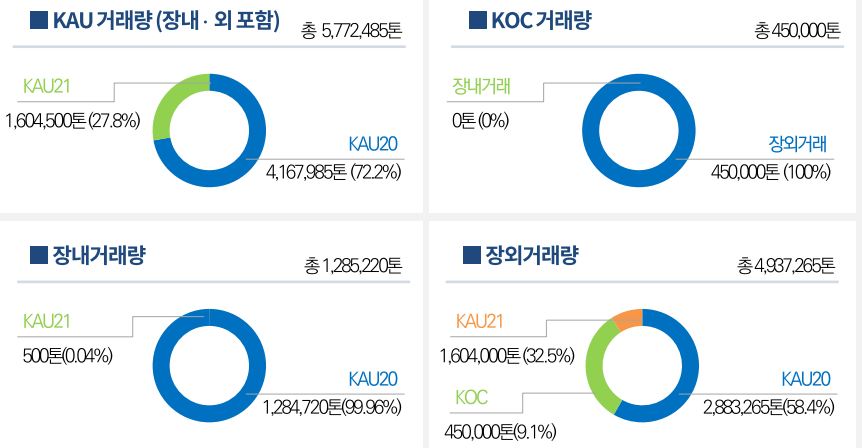 ■ KAU 거래량 (장내 · 외 포함)
총 5,772,485톤
KAU21
1,604,500톤 (27.8%)
KAU20
4,167,985톤 (72.2%)
■ KOC 거래량
총 450,000톤
장내거래
0톤 (0%)
장외거래
450,000톤 (100%)
■ 장내거래량
총 1,285,220톤
KAU21
500톤(0.04%)
KAU20
1,284,720톤(99.96%)
■ 장외거래량
총 4,937,265톤
KAU21
1,604,000톤 (32.5%)
KOC
450,000톤(9.1%)
KAU20
2,883,265톤(58.4%)